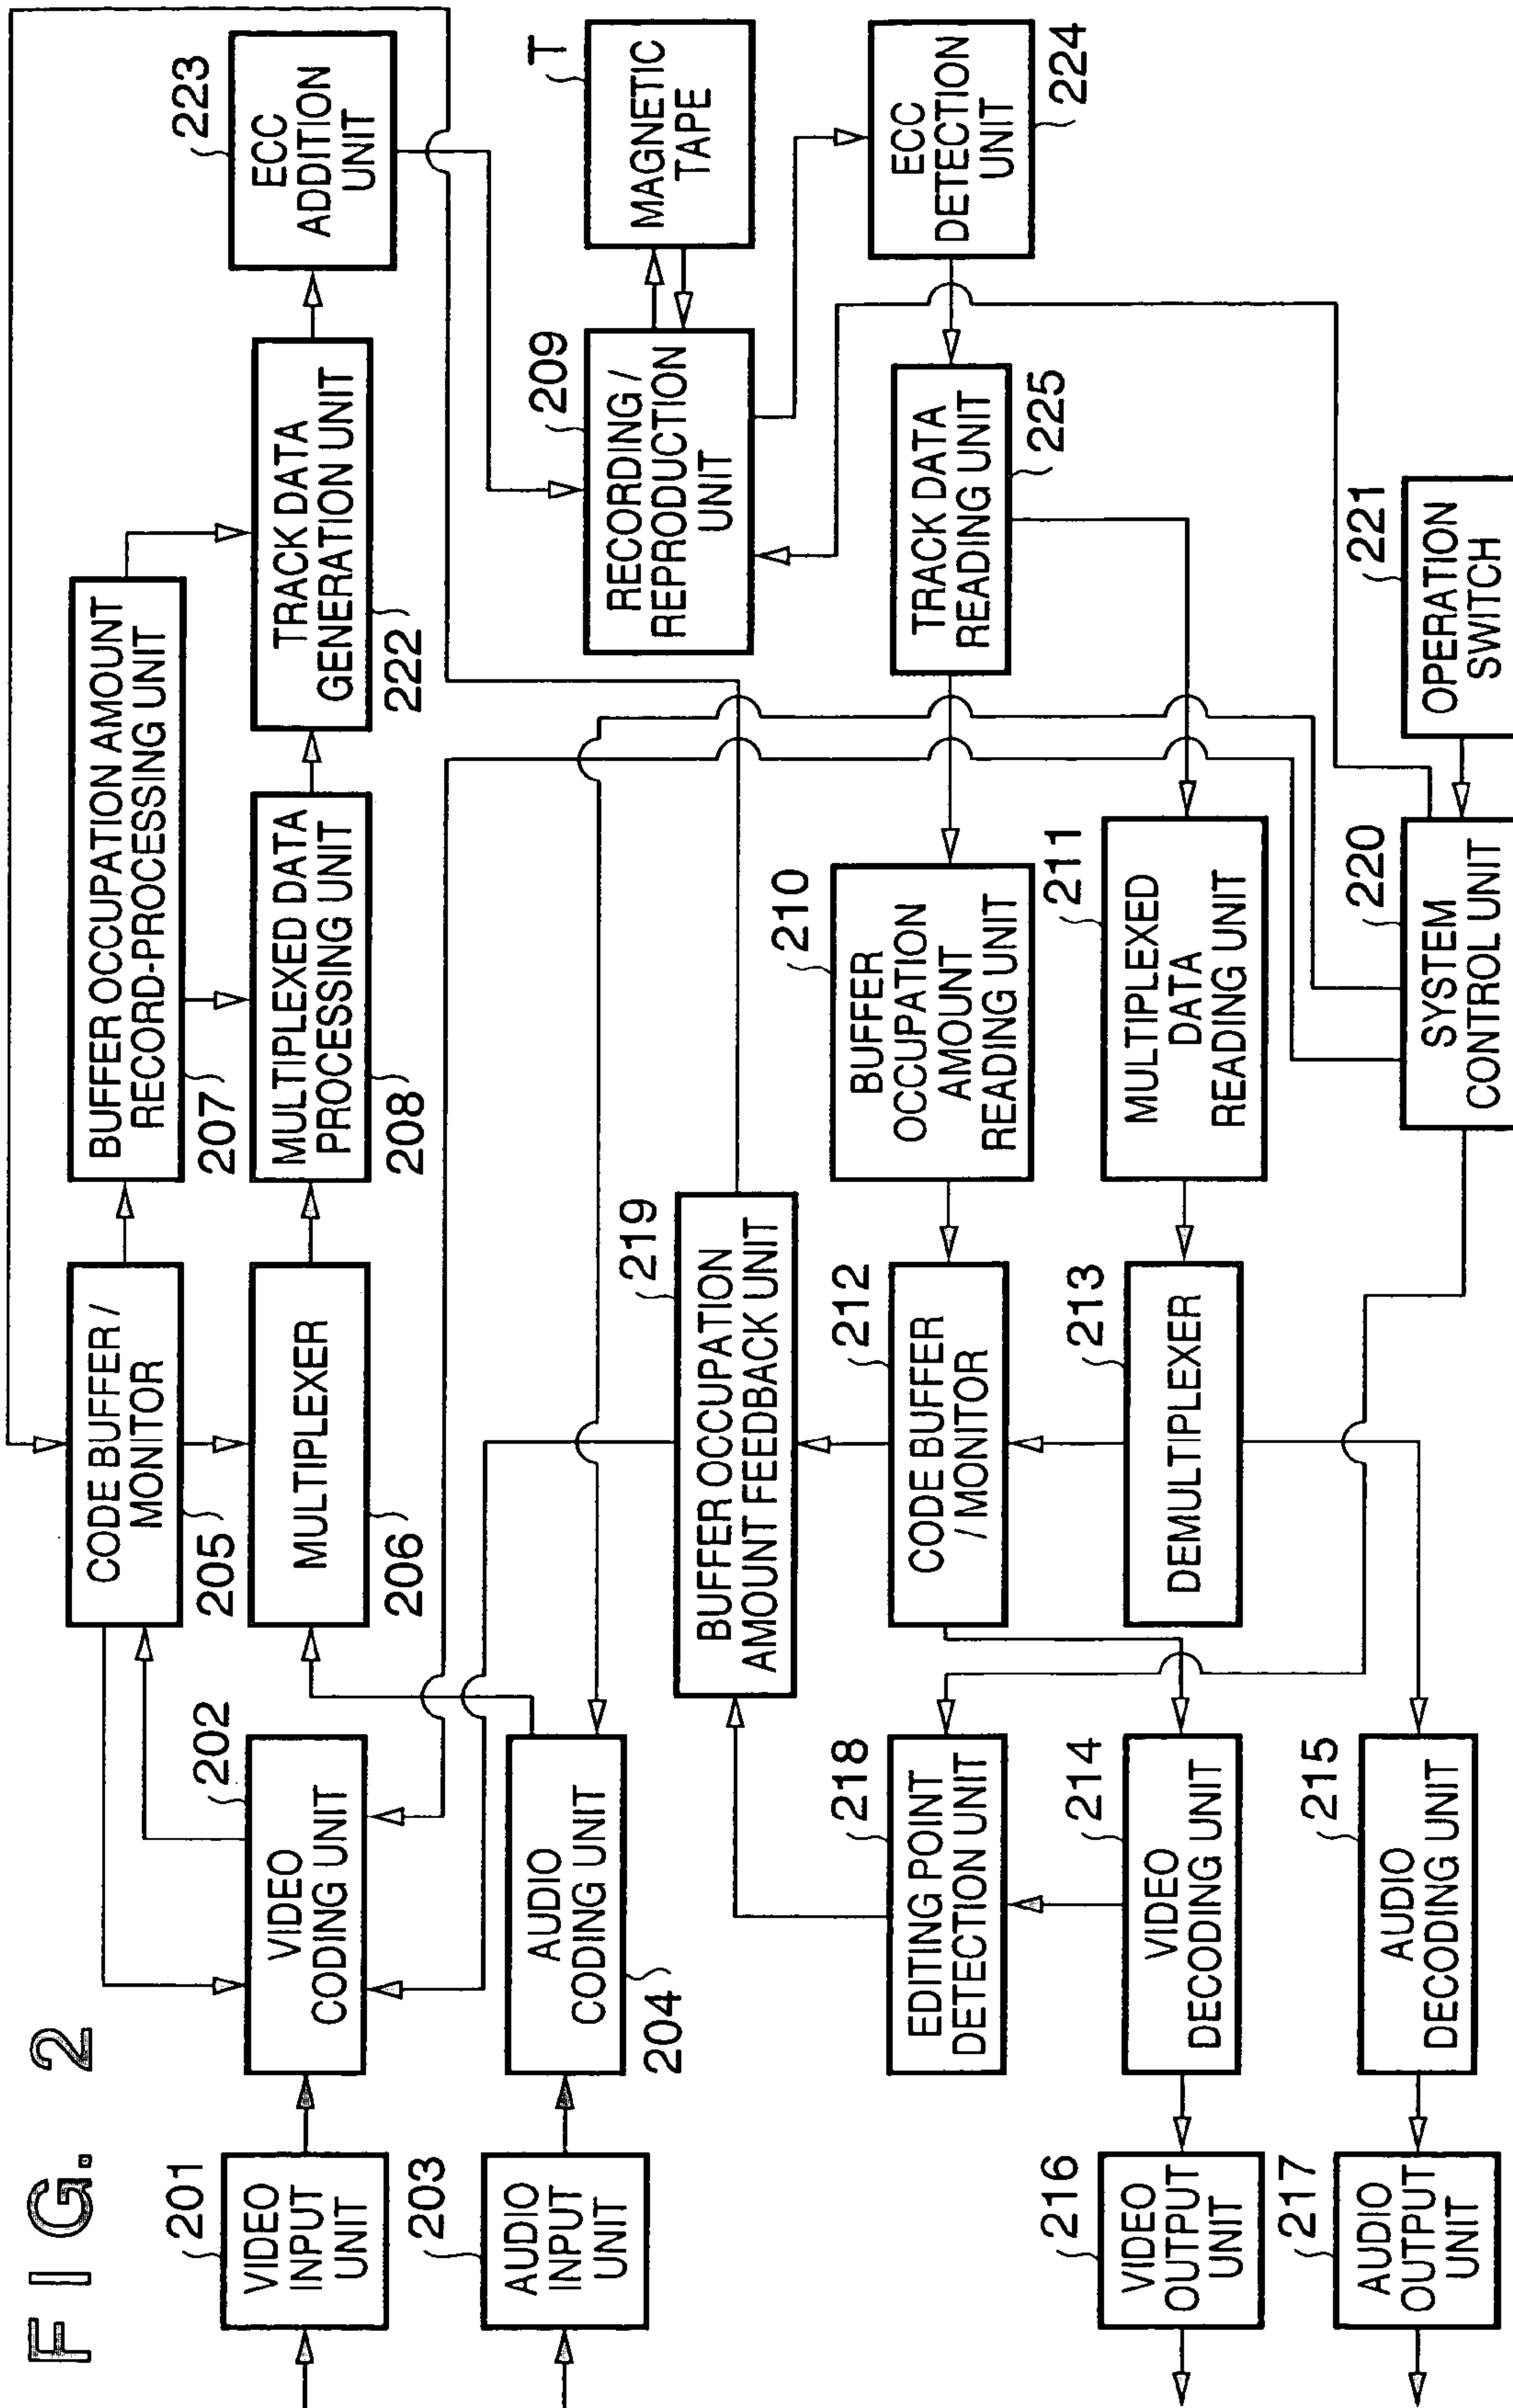 FIG. 2
201
VIDEO
INPUT
UNIT
202
VIDEO
CODING UNIT
203
AUDIO
INPUT
UNIT
AUDIO
CODING UNIT
204
CODE BUFFER /
MONITOR
205
MULTIPLEXER
206
BUFFER OCCUPATION AMOUNT
RECORD-PROCESSING UNIT
207
MULTIPLEXED DATA
PROCESSING UNIT
208
TRACK DATA
GENERATION UNIT
222
223
ECC
ADDITION
UNIT
209
RECORDING /
REPRODUCTION
UNIT
T
MAGNETIC
TAPE
219
BUFFER OCCUPATION
AMOUNT FEEDBACK UNIT
218
EDITING POINT
DETECTION UNIT
212
CODE BUFFER
/ MONITOR
210
BUFFER
OCCUPATION
AMOUNT
READING UNIT
TRACK DATA
READING UNIT
225
ECC
DETECTION
UNIT
224
216
VIDEO
OUTPUT
UNIT
214
VIDEO
DECODING UNIT
213
DEMULTIPLEXER
211
MULTIPLEXED
DATA
READING UNIT
217
AUDIO
OUTPUT
UNIT
215
AUDIO
DECODING UNIT
220
SYSTEM
CONTROL UNIT
221
OPERATION
SWITCH